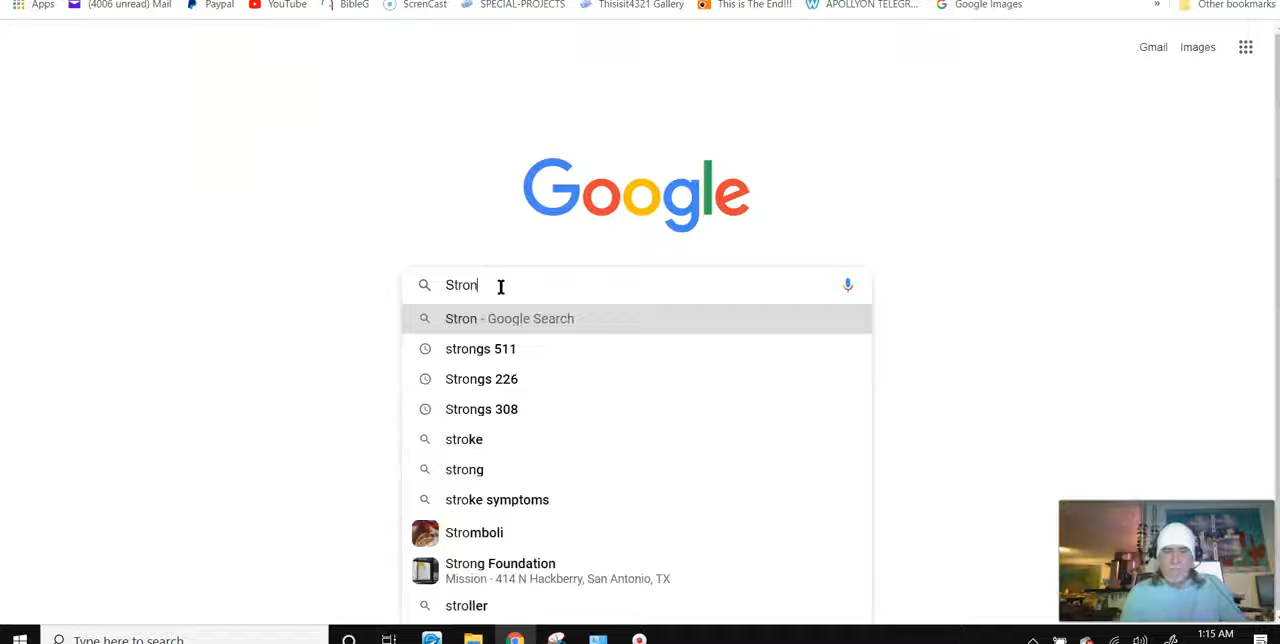 Apps (4006 unread) Mail Paypal YouTube BibleG ScrenCast SPECIAL-PROJECTS Thisisit4321 Gallery This is The End!!! APOLLYON TELEGR... Google Images » Other bookmarks
Gmail Images
Google
Stron
Stron - Google Search
strongs 511
Strongs 226
Strongs 308
stroke
strong
stroke symptoms
Stromboli
Strong Foundation
Mission · 414 N Hackberry, San Antonio, TX
stroller
Type here to search
1:15 AM